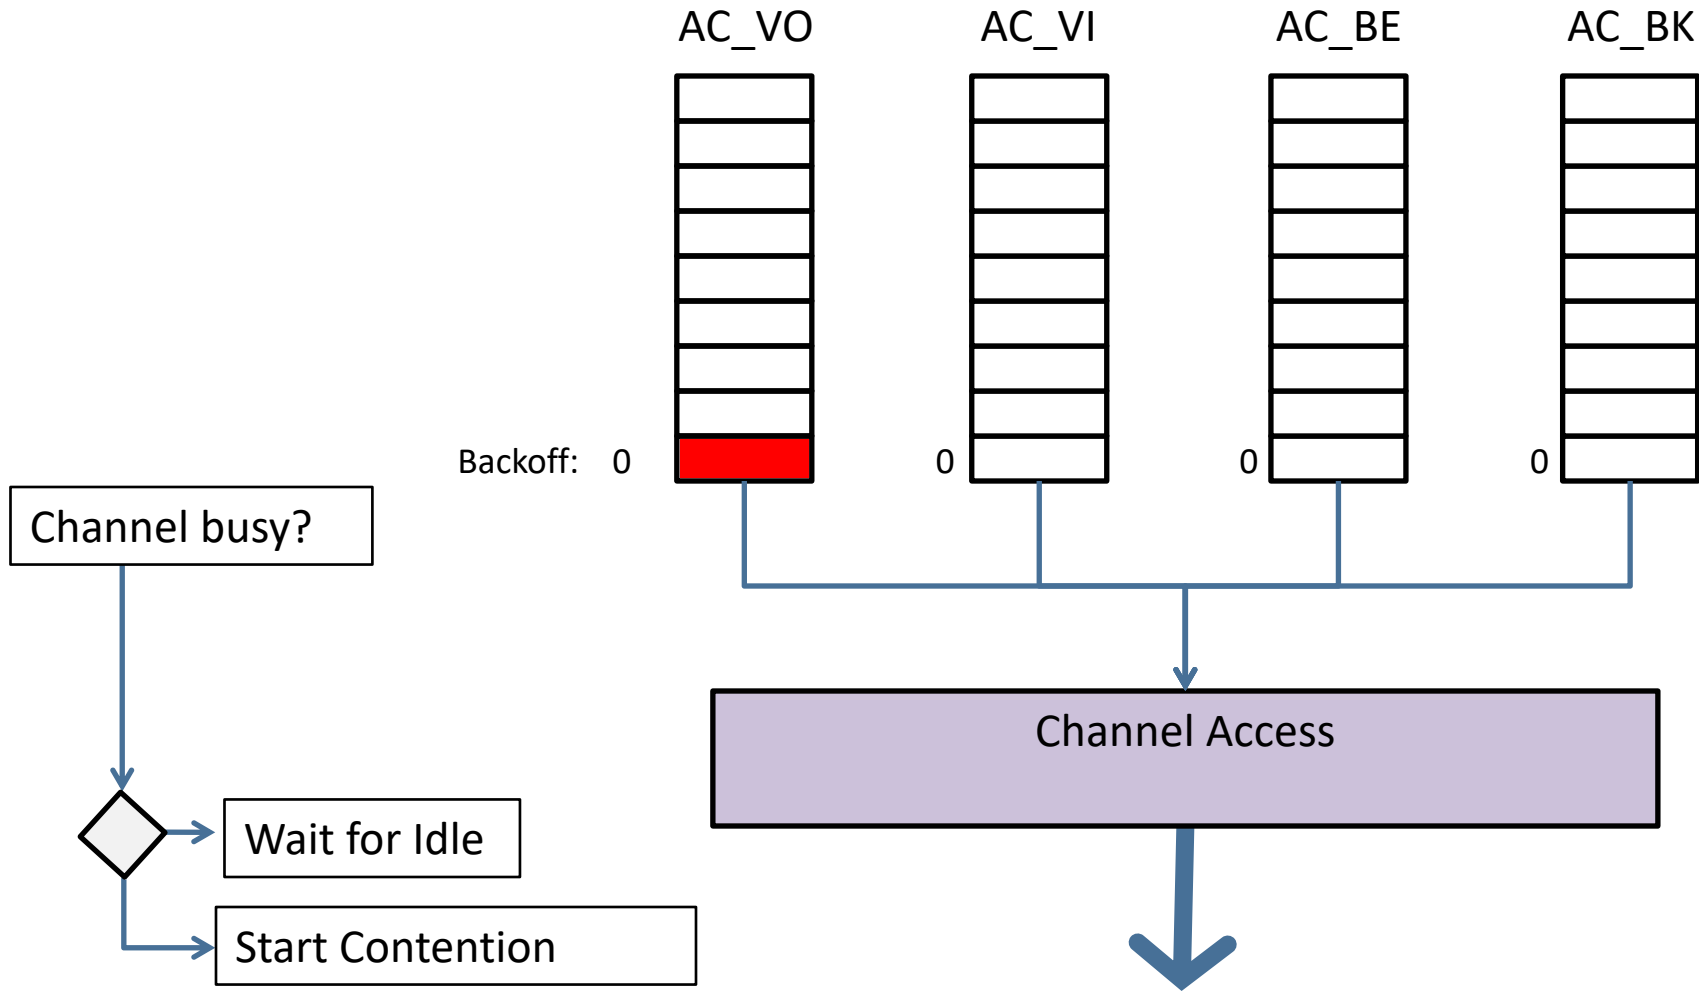 AC_VO AC_VI AC_BE AC_BK
Backoff: 0 0 0 0
Channel busy?
Channel Access
Wait for Idle
Start Contention